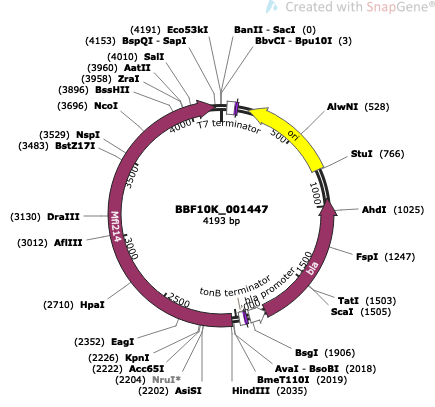 Created with SnapGene®
(4191) Eco53kI
BanII - SacI (0)
(4153) BspQI - SapI
BbvCI - Bpu10I (3)
(4010) SalI
(3960) AatII
(3958) ZraI
(3896) BssHII
(3696) NcoI
AlwNI (528)
(3529) NspI
(3483) BstZ17I
StuI (766)
(3130) DraIII
AhdI (1025)
(3012) AflIII
FspI (1247)
(2710) HpaI
TatI (1503)
ScaI (1505)
(2352) EagI
BsgI (1906)
(2226) KpnI
(2222) Acc65I
AvaI - BsoBI (2018)
(2204) NruI*
BmeT110I (2019)
(2202) AsiSI
HindIII (2035)
T7 terminator
ori
500
1000
1500
2500
3000
3500
4000
Mfl214
BBF10K_001447
4193 bp
tonB terminator
bla promoter
bla